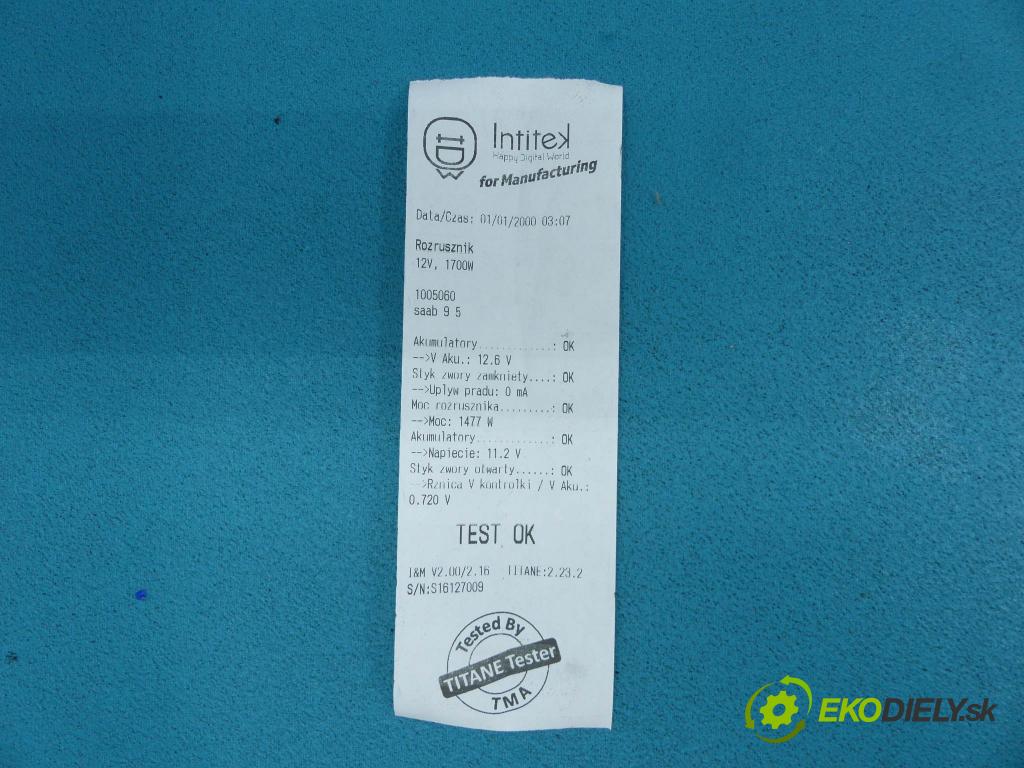 Intitek
Happy Digital World
for Manufacturing
Data/Czas: 01/01/2000 03:07
Rozrusznik
12V, 1700W
1005060
saab 9 5
Akumulatory.............: OK
-->V Aku.: 12.6 V
Styk zwory zamkniety....: OK
-->Uplyw pradu: 0 mA
Moc rozrusznika.........: OK
-->Moc: 1477 W
Akumulatory.............: OK
-->Napiecie: 11.2 V
Styk zwory otwarty......: OK
-->Rznica V kontrolki / V Aku.:
0.720 V
TEST OK
I&M V2.00/2.16 TITANE:2.23.2
S/N:S16127009
Tested By
TITANE Tester
TMA
EKODIELY.sk